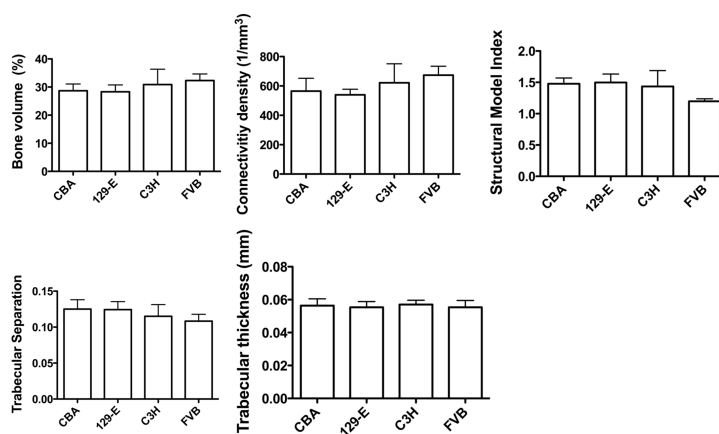 Bone volume (%)
40
30
20
10
0
CBA
129-E
C3H
FVB
Connectivitiy density (1/mm³)
800
600
400
200
0
CBA
129-E
C3H
FVB
Structural Model Index
2.0
1.5
1.0
0.5
0.0
CBA
129-E
C3H
FVB
Trabecular Separation
0.15
0.10
0.05
0.00
CBA
129-E
C3H
FVB
Trabecular thickness (mm)
0.08
0.06
0.04
0.02
0.00
CBA
129-E
C3H
FVB